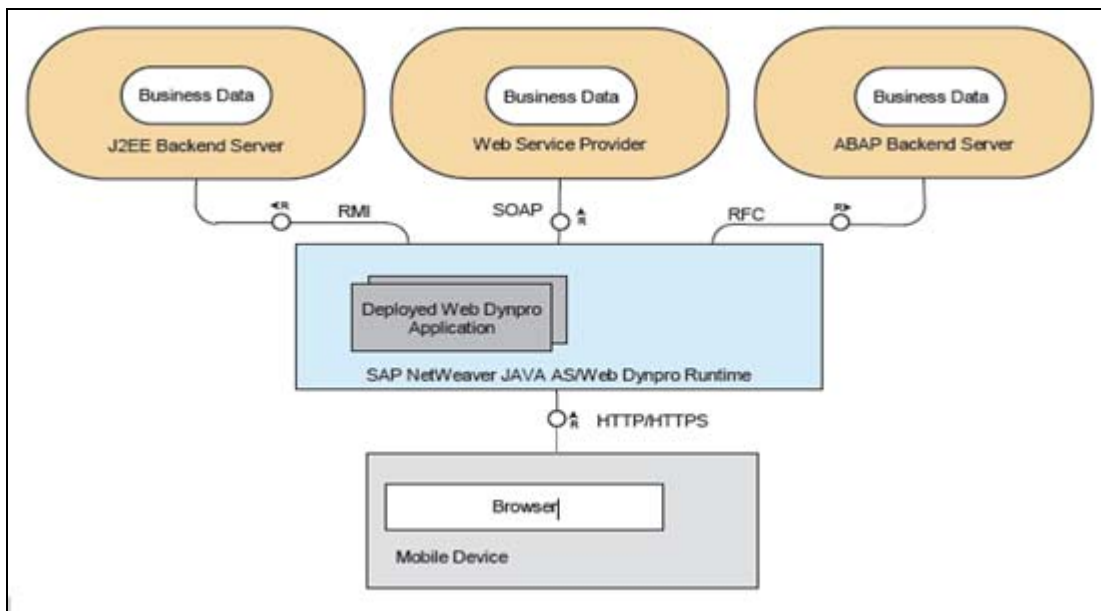 Business Data
J2EE Backend Server
Business Data
Web Service Provider
Business Data
ABAP Backend Server
R
RMI
SOAP
R
RFC
R
Deployed Web Dynpro
Application
SAP NetWeaver JAVA AS/Web Dynpro Runtime
R
HTTP/HTTPS
Browser
Mobile Device